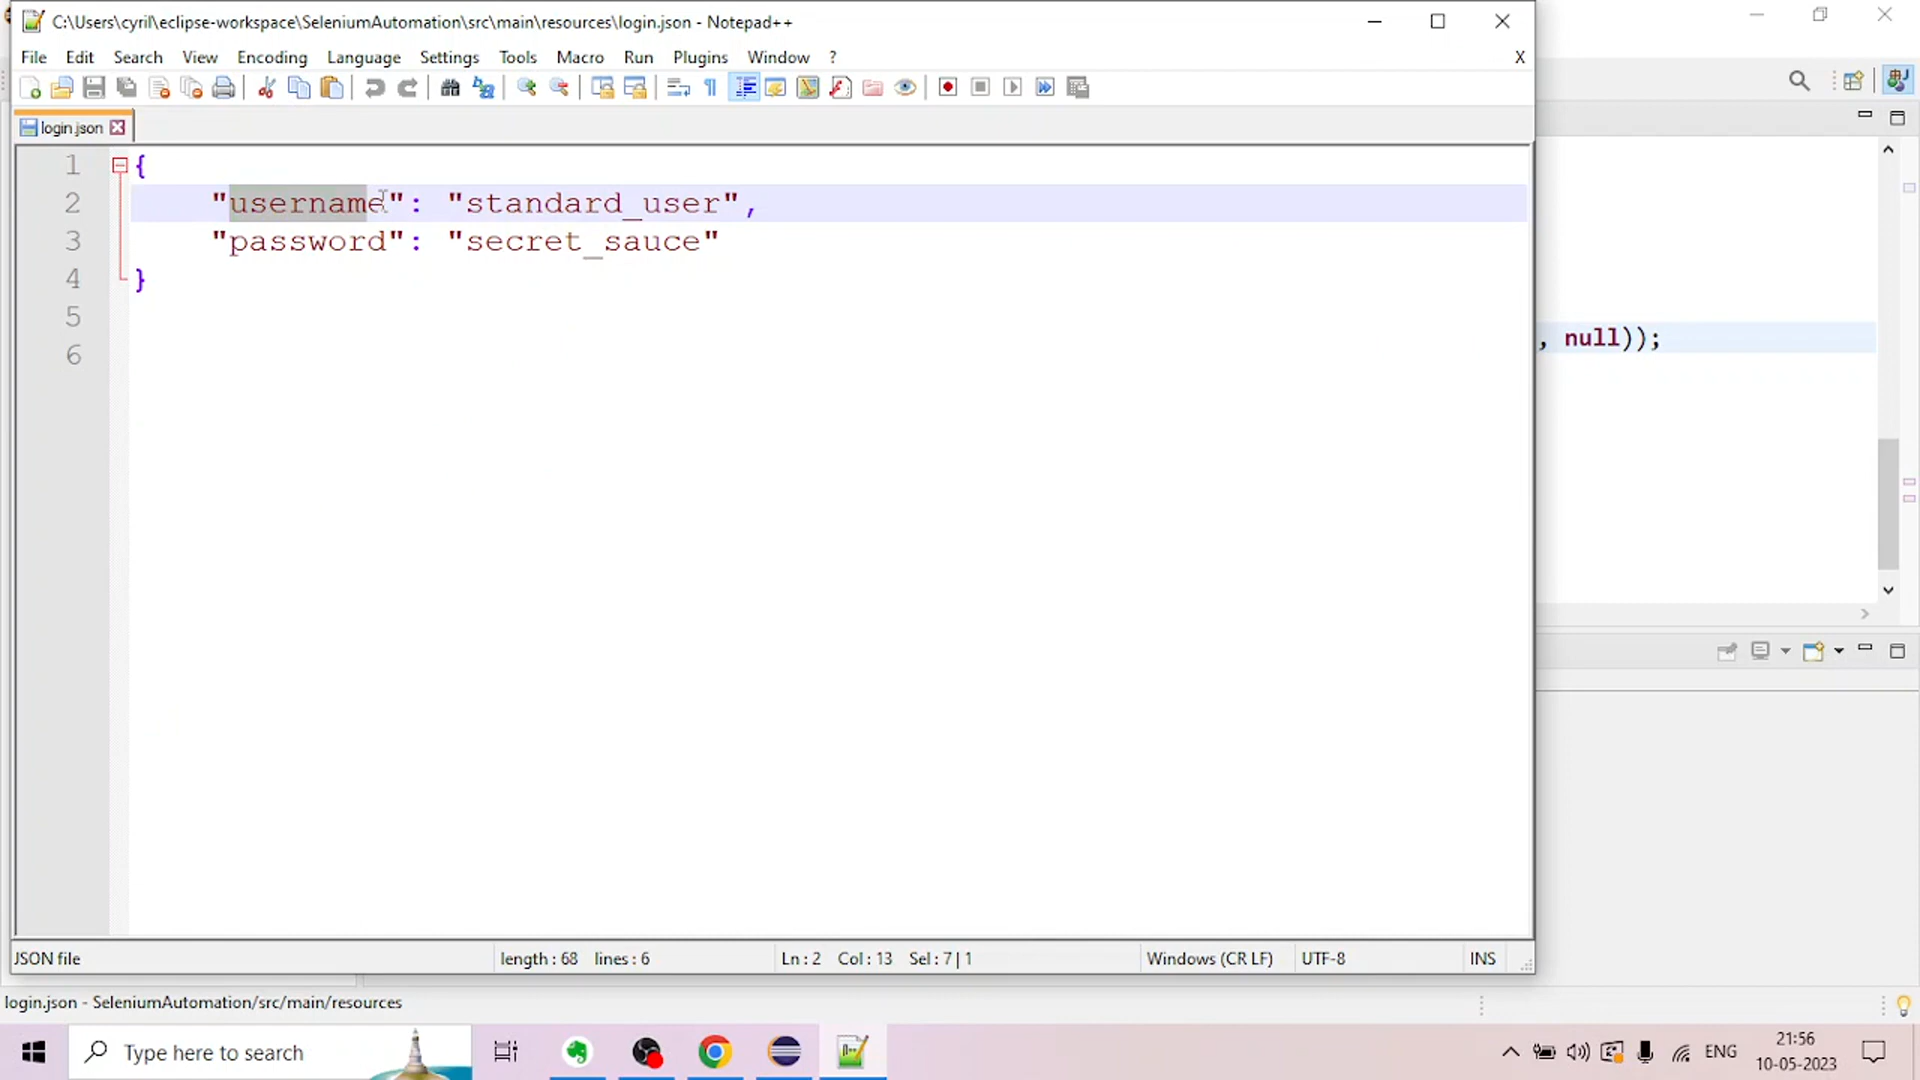 C:\Users\cyril\eclipse-workspace\SeleniumAutomation\src\main\resources\login.json - Notepad++
File Edit Search View Encoding Language Settings Tools Macro Run Plugins Window ? X
login.json
1 {
2 "username": "standard_user",
3 "password": "secret_sauce"
4 }
5
6
, null));
JSON file length : 68 lines : 6 Ln : 2 Col : 13 Sel : 7 | 1 Windows (CR LF) UTF-8 INS
login.json - SeleniumAutomation/src/main/resources
Type here to search
ENG
21:56
10-05-2023